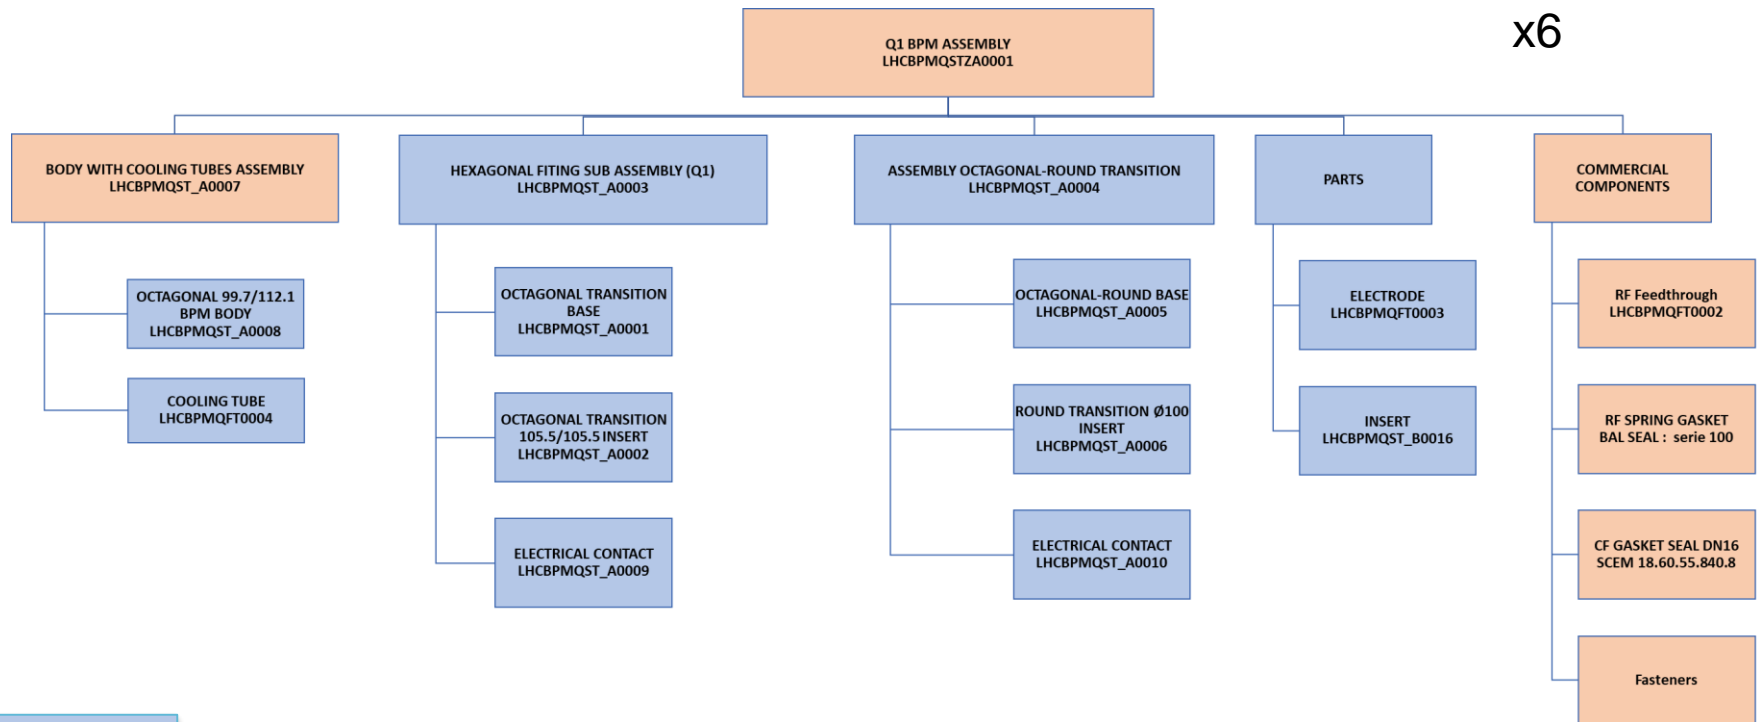 x6
Q1 BPM ASSEMBLY
LHCBPMQSTZA0001
BODY WITH COOLING TUBES ASSEMBLY
LHCBPMQST_A0007
HEXAGONAL FITING SUB ASSEMBLY (Q1)
LHCBPMQST_A0003
ASSEMBLY OCTAGONAL-ROUND TRANSITION
LHCBPMQST_A0004
PARTS
COMMERCIAL
COMPONENTS
OCTAGONAL 99.7/112.1
BPM BODY
LHCBPMQST_A0008
COOLING TUBE
LHCBPMQFT0004
OCTAGONAL TRANSITION
BASE
LHCBPMQST_A0001
OCTAGONAL TRANSITION
105.5/105.5 INSERT
LHCBPMQST_A0002
ELECTRICAL CONTACT
LHCBPMQST_A0009
OCTAGONAL-ROUND BASE
LHCBPMQST_A0005
ROUND TRANSITION Ø100
INSERT
LHCBPMQST_A0006
ELECTRICAL CONTACT
LHCBPMQST_A0010
ELECTRODE
LHCBPMQFT0003
INSERT
LHCBPMQST_B0016
RF Feedthrough
LHCBPMQFT0002
RF SPRING GASKET
BAL SEAL : serie 100
CF GASKET SEAL DN16
SCEM 18.60.55.840.8
Fasteners